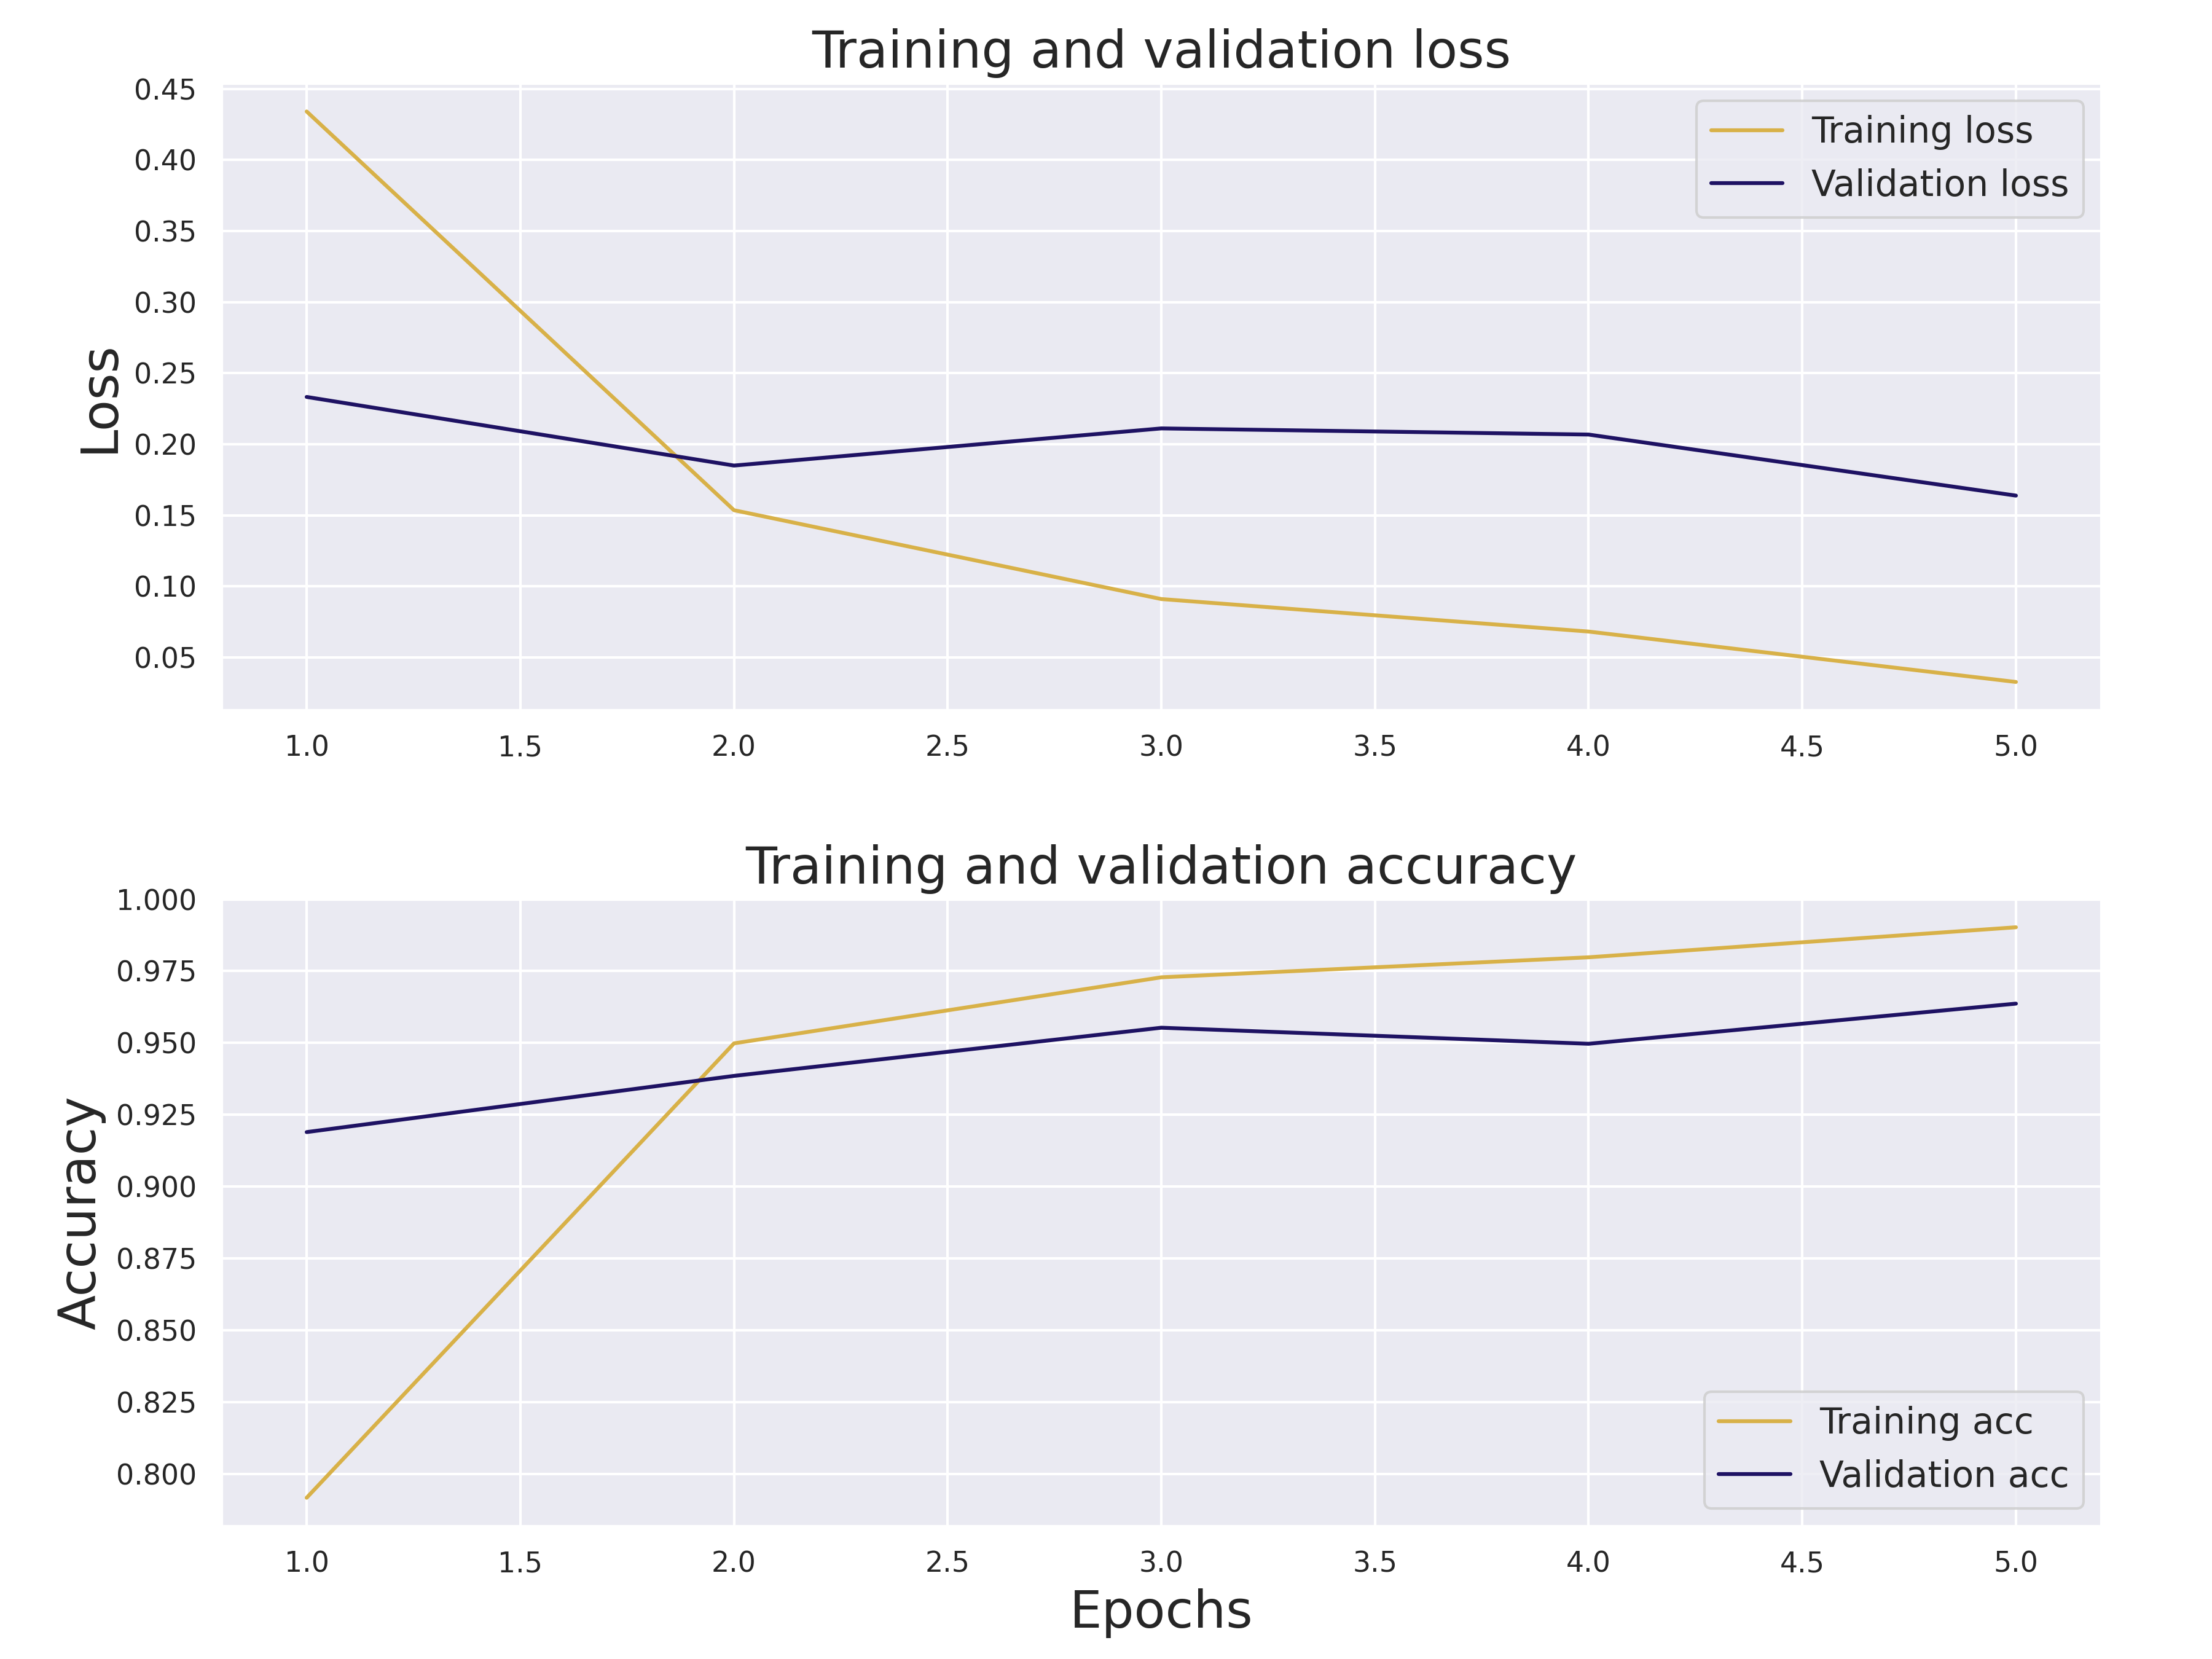 Training and validation loss
0.45
0.40
0.35
0.30
0.25
0.20
0.15
0.10
0.05
Loss
Training loss
Validation loss
1.0 1.5 2.0 2.5 3.0 3.5 4.0 4.5 5.0
Training and validation accuracy
1.000
0.975
0.950
0.925
0.900
0.875
0.850
0.825
0.800
Accuracy
Training acc
Validation acc
1.0 1.5 2.0 2.5 3.0 3.5 4.0 4.5 5.0
Epochs